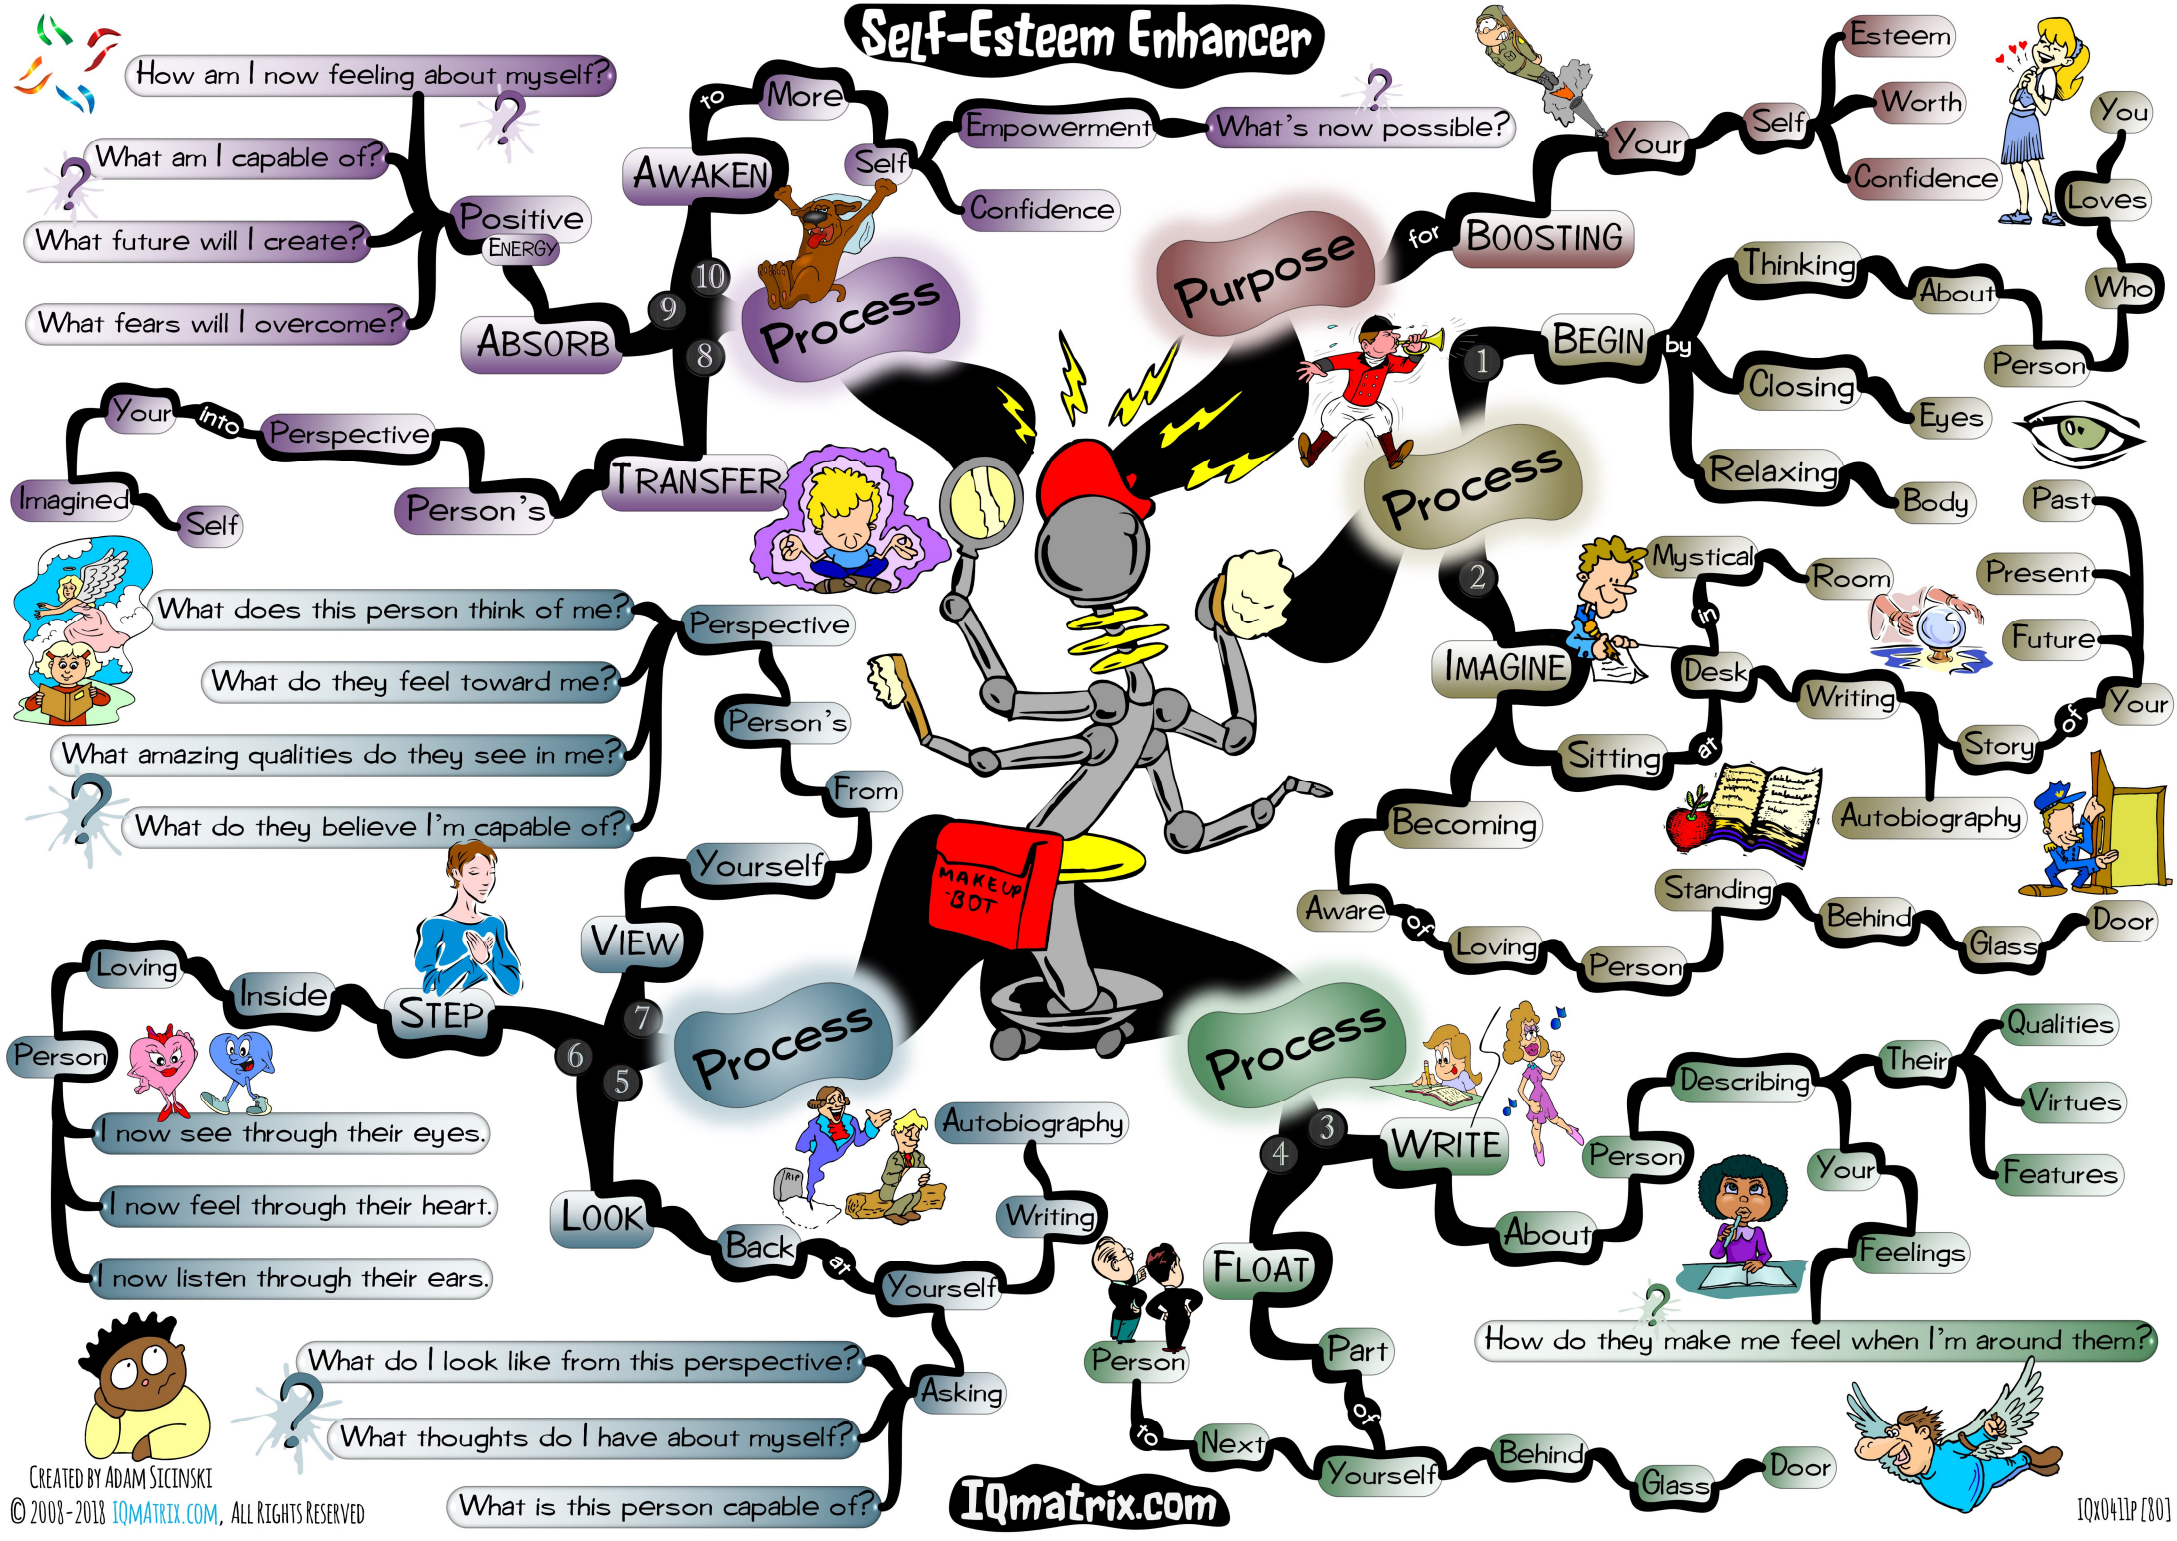 Self-Esteem Enhancer
Purpose
for
BOOSTING
Your
Self
Esteem
Worth
Confidence
Process
1
BEGIN
by
Thinking
About
Person
Who
Loves
You
Closing
Eyes
Relaxing
Body
2
IMAGINE
Sitting
at
Desk
in
Mystical
Room
Writing
Autobiography
Story
of
Your
Past
Present
Future
Becoming
Aware
of
Loving
Person
Standing
Behind
Glass
Door
Process
3
WRITE
About
Person
Describing
Their
Qualities
Virtues
Features
Your
Feelings
How do they make me feel when I'm around them?
4
FLOAT
Part
of
Yourself
Behind
Glass
Door
Next
to
Person
Process
5
LOOK
Back
at
Yourself
Writing
Autobiography
RIP
Asking
What do I look like from this perspective?
What thoughts do I have about myself?
What is this person capable of?
6
STEP
Inside
Loving
Person
I now see through their eyes.
I now feel through their heart.
I now listen through their ears.
7
VIEW
Yourself
From
Person's
Perspective
What does this person think of me?
What do they feel toward me?
What amazing qualities do they see in me?
What do they believe I'm capable of?
Process
8
TRANSFER
Person's
Perspective
into
Your
Imagined
Self
9
ABSORB
Positive
ENERGY
How am I now feeling about myself?
What am I capable of?
What future will I create?
What fears will I overcome?
10
AWAKEN
to
More
Self
Empowerment
What's now possible?
Confidence
MAKEUP
-BOT
CREATED BY ADAM SICINSKI
© 2008-2018 IQMATRIX.COM, ALL RIGHTS RESERVED
IQmatrix.com
IQX0411P [80]